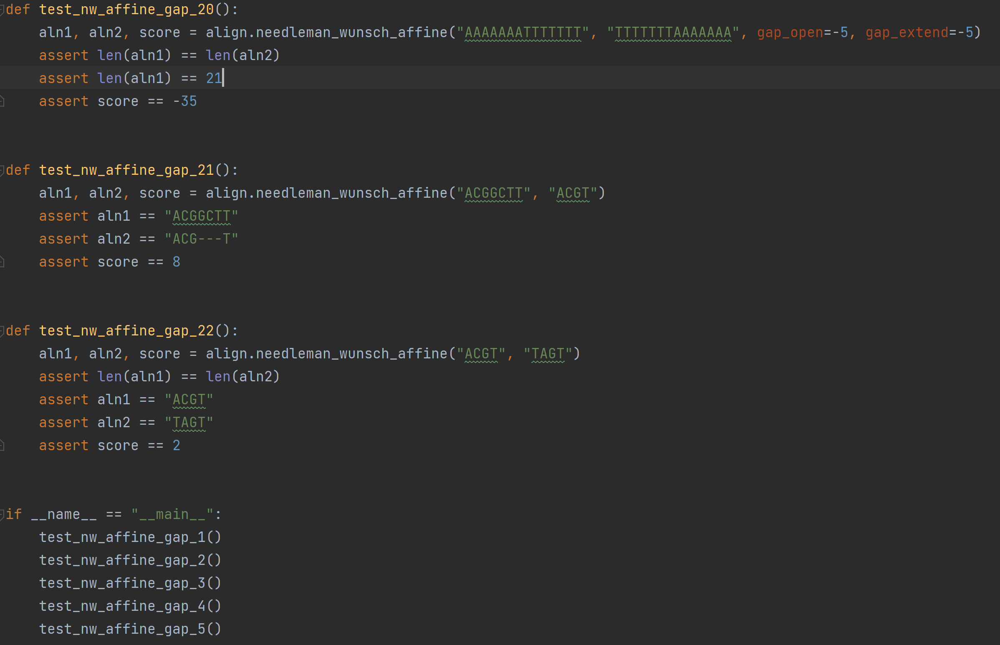 def test_nw_affine_gap_20():
    aln1, aln2, score = align.needleman_wunsch_affine("AAAAAAATTTTTTT", "TTTTTTTAAAAAAA", gap_open=-5, gap_extend=-5)
    assert len(aln1) == len(aln2)
    assert len(aln1) == 21
    assert score == -35
def test_nw_affine_gap_21():
    aln1, aln2, score = align.needleman_wunsch_affine("ACGGCTT", "ACGT")
    assert aln1 == "ACGGCTT"
    assert aln2 == "ACG---T"
    assert score == 8
def test_nw_affine_gap_22():
    aln1, aln2, score = align.needleman_wunsch_affine("ACGT", "TAGT")
    assert len(aln1) == len(aln2)
    assert aln1 == "ACGT"
    assert aln2 == "TAGT"
    assert score == 2
if __name__ == "__main__":
    test_nw_affine_gap_1()
    test_nw_affine_gap_2()
    test_nw_affine_gap_3()
    test_nw_affine_gap_4()
    test_nw_affine_gap_5()